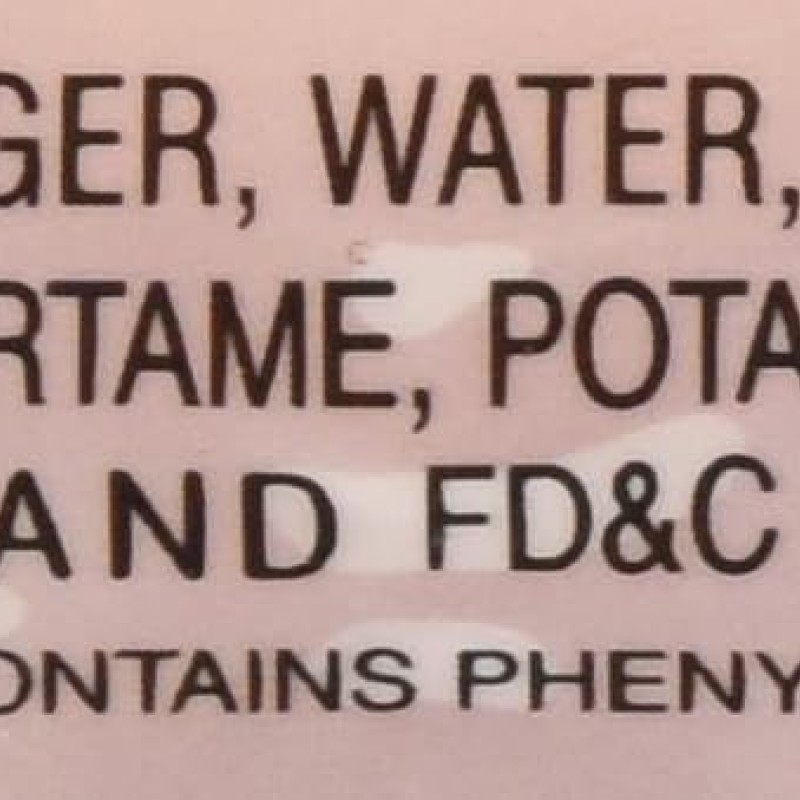 GER, WATER,
RTAME, POTA
AND FD&C
ONTAINS PHENY